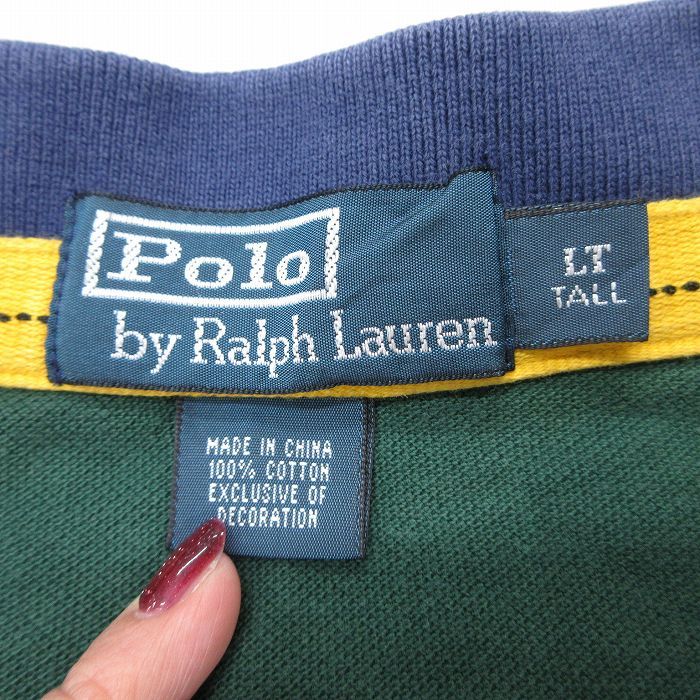 Polo
by Ralph Lauren
LT
TALL
MADE IN CHINA
100% COTTON
EXCLUSIVE OF
DECORATION